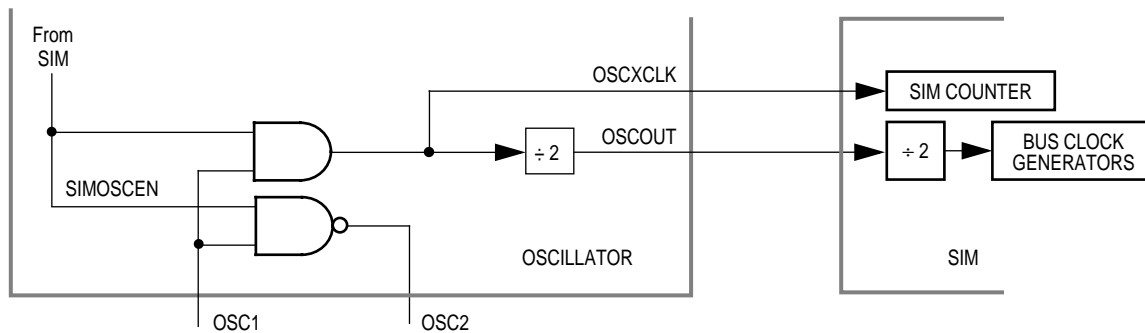 From
SIM
OSCXCLK
SIM COUNTER
OSCOUT
÷ 2
÷ 2
BUS CLOCK
GENERATORS
SIMOSCEN
OSCILLATOR
SIM
OSC1
OSC2